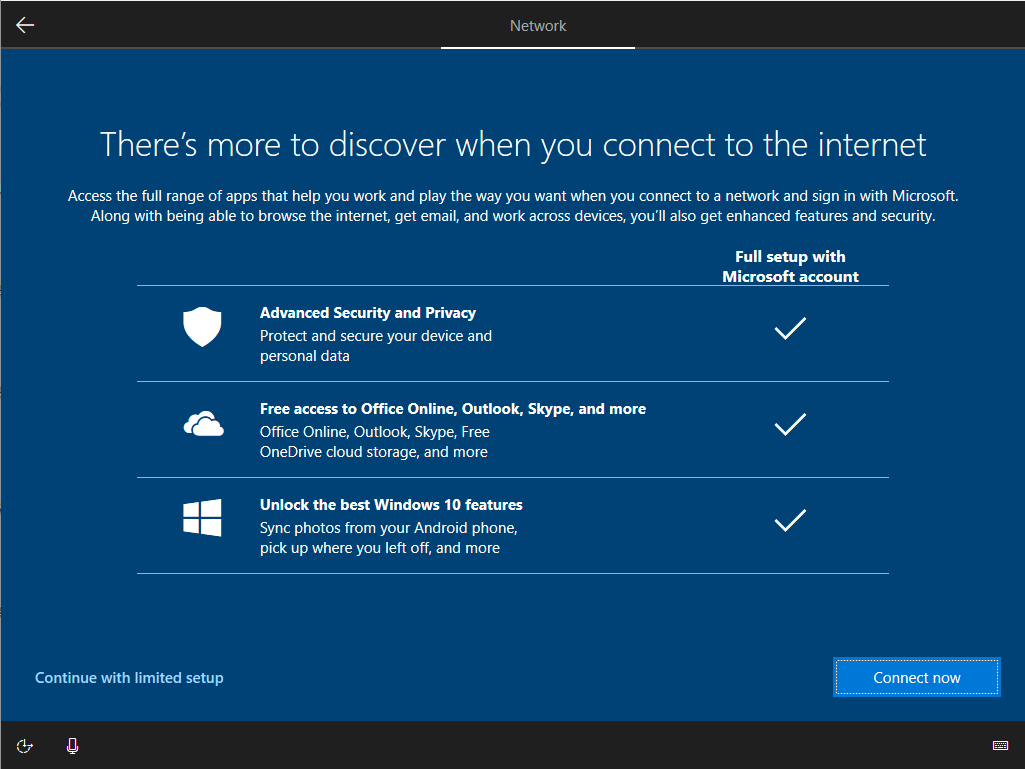 Network
There’s more to discover when you connect to the internet
Access the full range of apps that help you work and play the way you want when you connect to a network and sign in with Microsoft.
Along with being able to browse the internet, get email, and work across devices, you’ll also get enhanced features and security.
Full setup with
Microsoft account
Advanced Security and Privacy
Protect and secure your device and
personal data
Free access to Office Online, Outlook, Skype, and more
Office Online, Outlook, Skype, Free
OneDrive cloud storage, and more
Unlock the best Windows 10 features
Sync photos from your Android phone,
pick up where you left off, and more
Continue with limited setup
Connect now